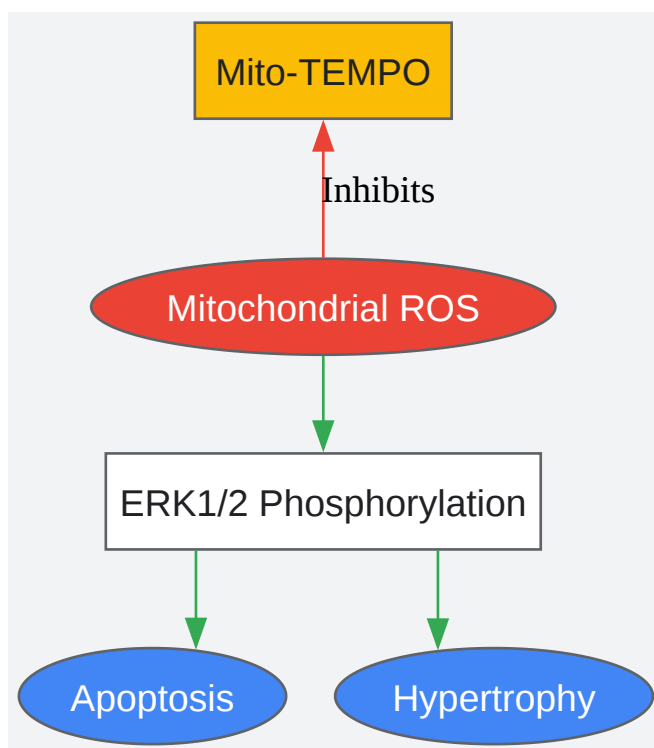 Mito-TEMPO
Inhibits
Mitochondrial ROS
ERK1/2 Phosphorylation
Apoptosis
Hypertrophy